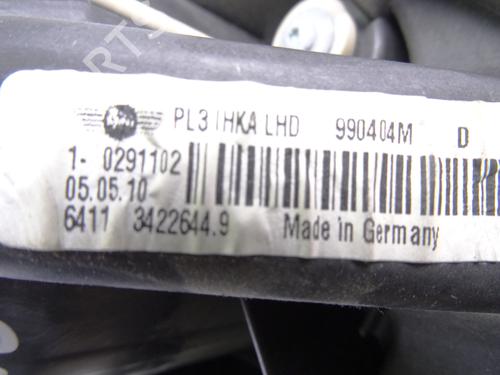 PL3 IHKA LHD 990404M D
1- 0291102
05.05.10
6411 3422644.9 Made in Germany